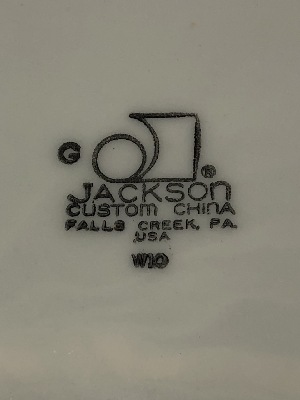 G
®
JACKSON
CUSTOM CHINA
FALLS CREEK, PA.
USA
W10